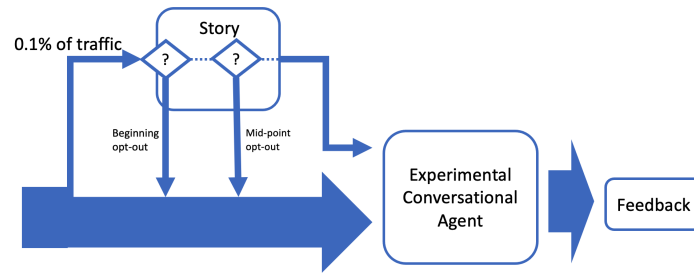 Story
0.1% of traffic
?
?
Beginning
opt-out
Mid-point
opt-out
Experimental
Conversational
Agent
Feedback